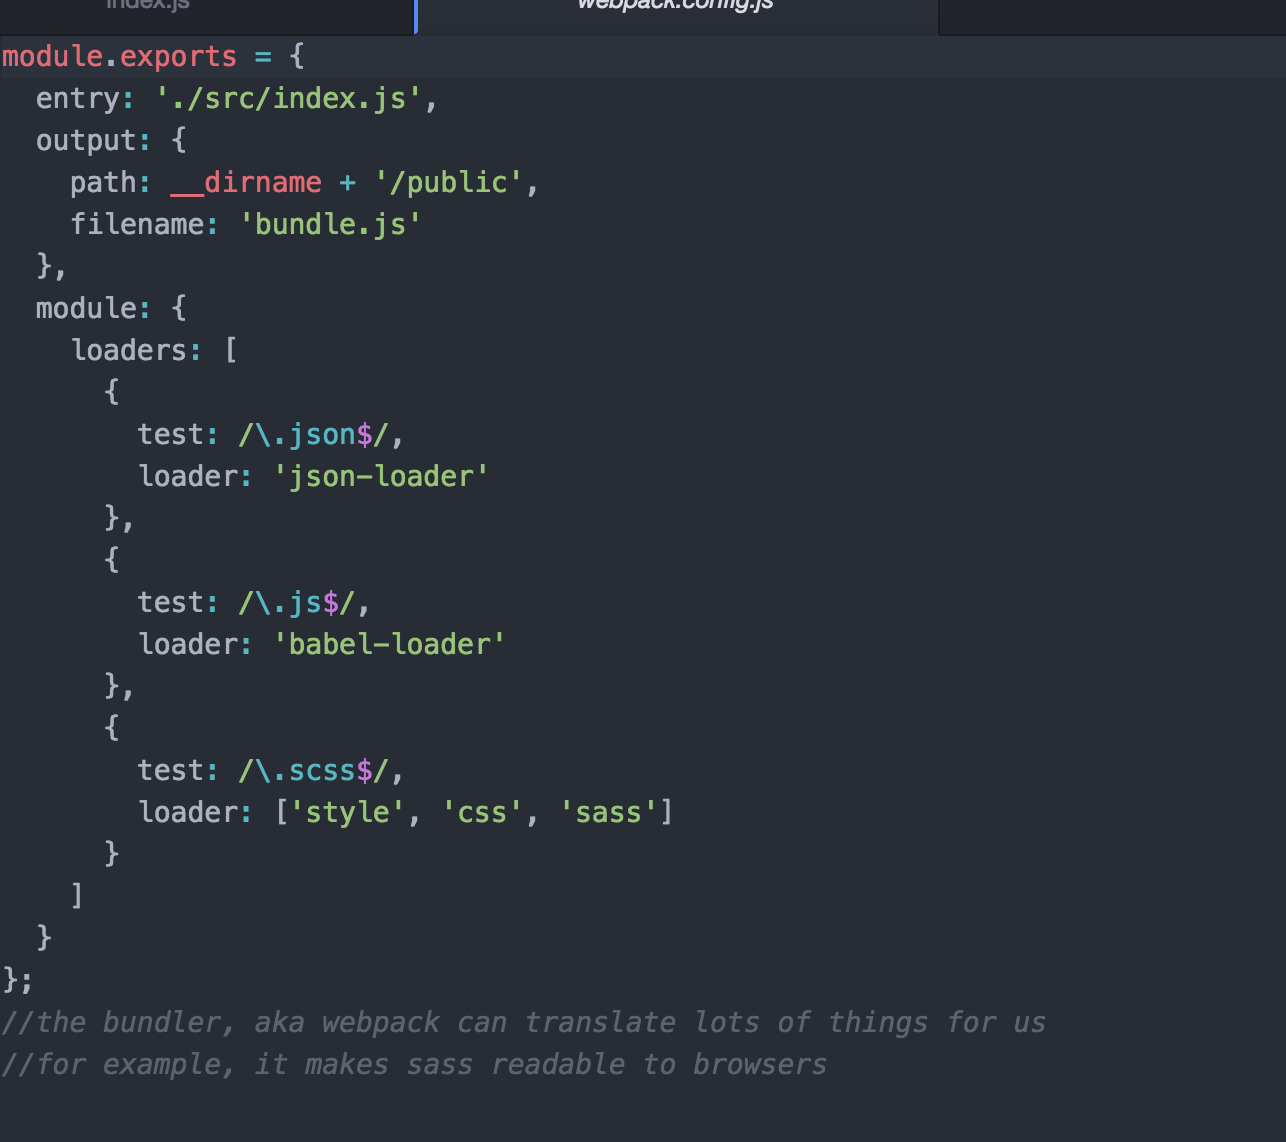 index.js
webpack.config.js
module.exports = {
  entry: './src/index.js',
  output: {
    path: __dirname + '/public',
    filename: 'bundle.js'
  },
  module: {
    loaders: [
      {
        test: /\.json$/,
        loader: 'json-loader'
      },
      {
        test: /\.js$/,
        loader: 'babel-loader'
      },
      {
        test: /\.scss$/,
        loader: ['style', 'css', 'sass']
      }
    ]
  }
};
//the bundler, aka webpack can translate lots of things for us
//for example, it makes sass readable to browsers